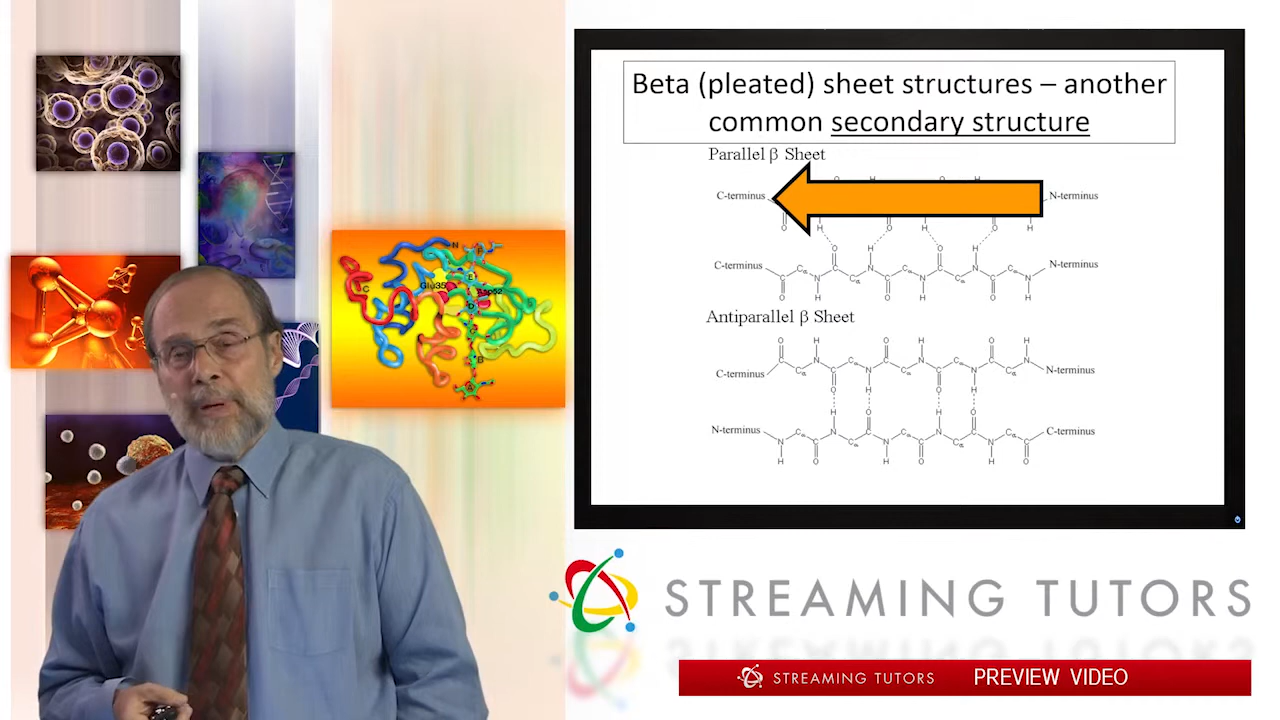 Beta (pleated) sheet structures – another
common secondary structure
Parallel β Sheet
C-terminus N-terminus
C-terminus N-terminus
Antiparallel β Sheet
C-terminus N-terminus
N-terminus C-terminus
Glu35
STREAMING TUTORS
STREAMING TUTORS PREVIEW VIDEO